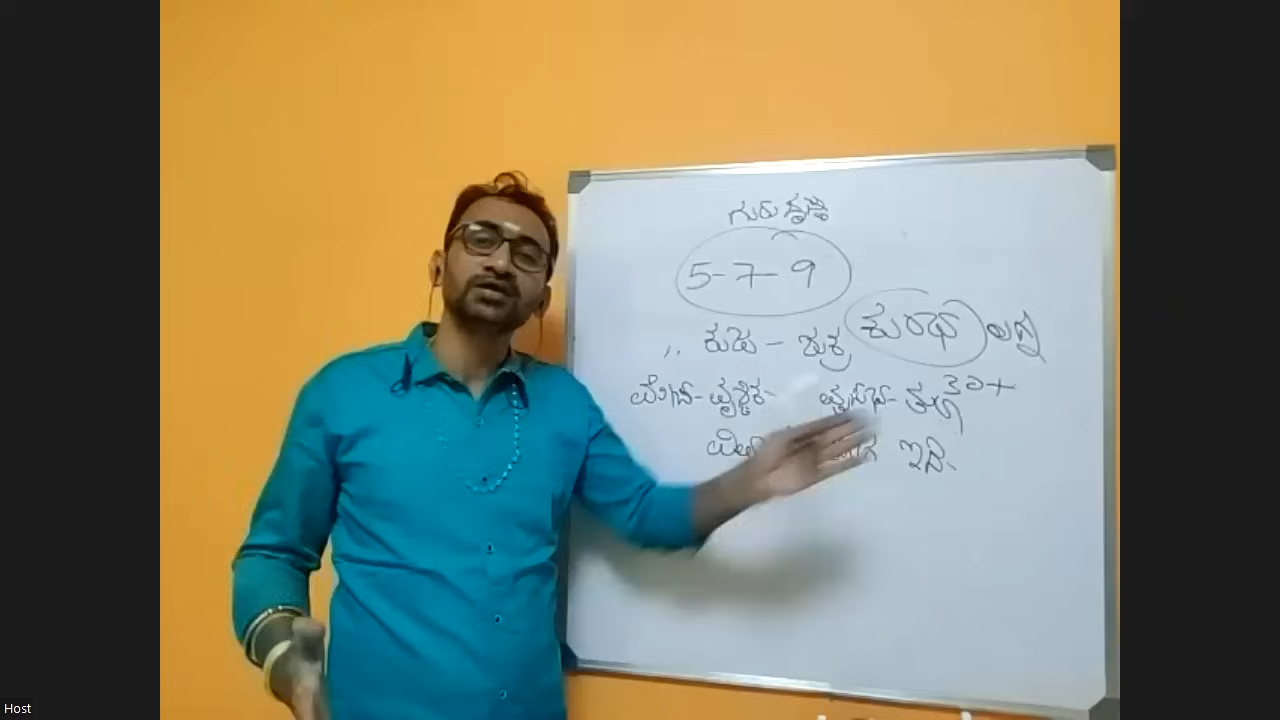 ಗುರು ದೃಷ್ಟಿ
5-7-9
,, ಕುಜ - ಶುಕ್ರ ಲಗ್ನ
ಮೇಷ- ವೃಶ್ಚಿಕ- ವೃಷಭ- ತುಲಾ 30+
ಇದೆ.
Host